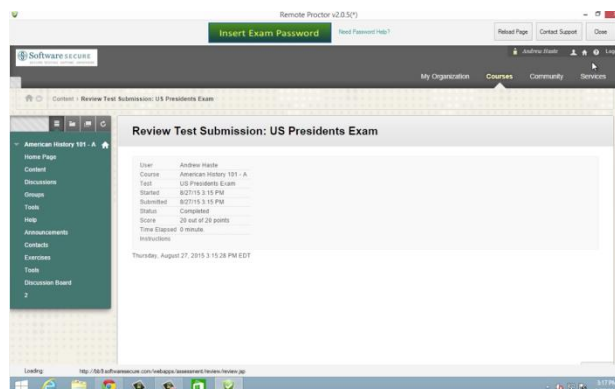 Remote Proctor v2.0.5(*)
Insert Exam Password
Need Password Help?
Reload Page
Contact Support
Close
Software SECURE
Andrew Haste
Log
My Organization
Courses
Community
Services
Content > Review Test Submission: US Presidents Exam
American History 101 - A
Home Page
Content
Discussions
Groups
Tools
Help
Announcements
Contacts
Exercises
Tools
Discussion Board
2
Review Test Submission: US Presidents Exam
User Andrew Haste
Course American History 101 - A
Test US Presidents Exam
Started 8/27/15 3:15 PM
Submitted 8/27/15 3:15 PM
Status Completed
Score 20 out of 20 points
Time Elapsed 0 minute.
Instructions
Thursday, August 27, 2015 3:15:28 PM EDT
Loading:
3:17 PM